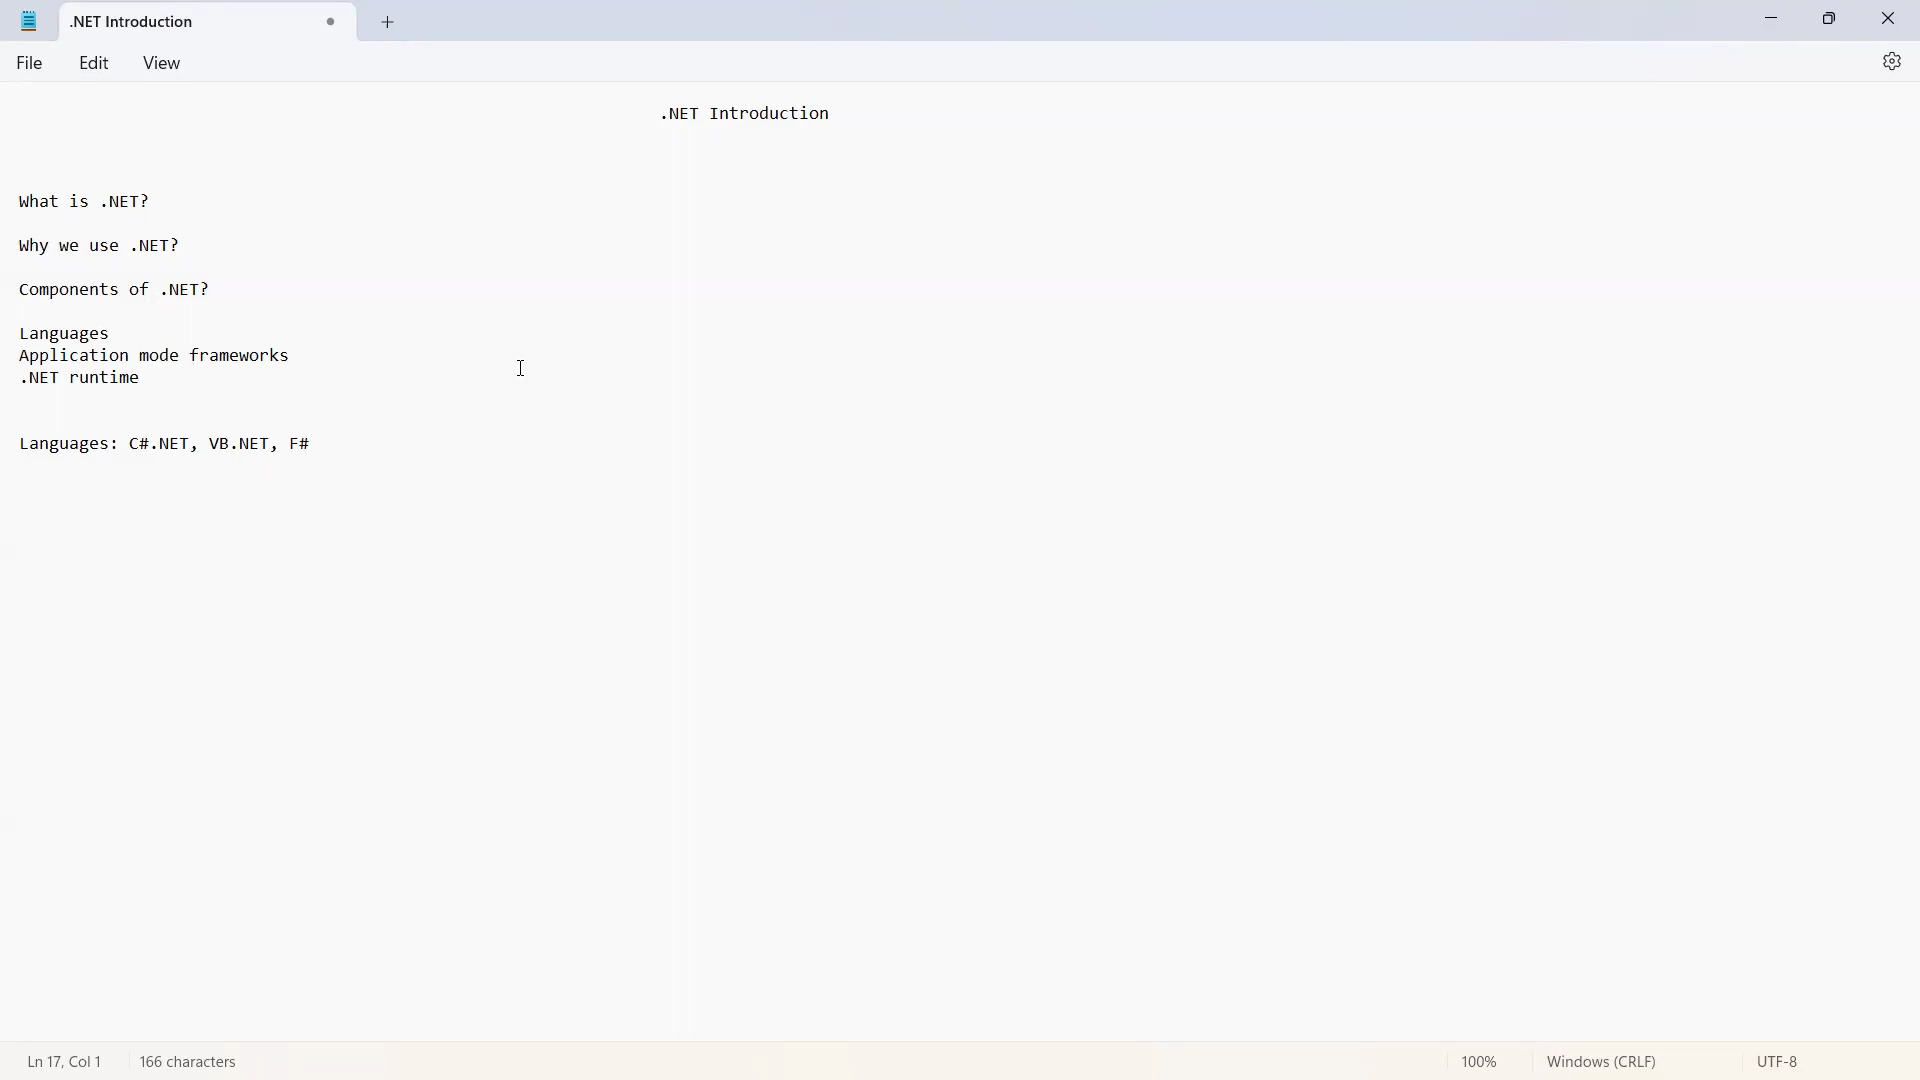 .NET Introduction
File Edit View
.NET Introduction
What is .NET?
Why we use .NET?
Components of .NET?
Languages
Application mode frameworks
.NET runtime
Languages: C#.NET, VB.NET, F#
Ln 17, Col 1 166 characters 100% Windows (CRLF) UTF-8